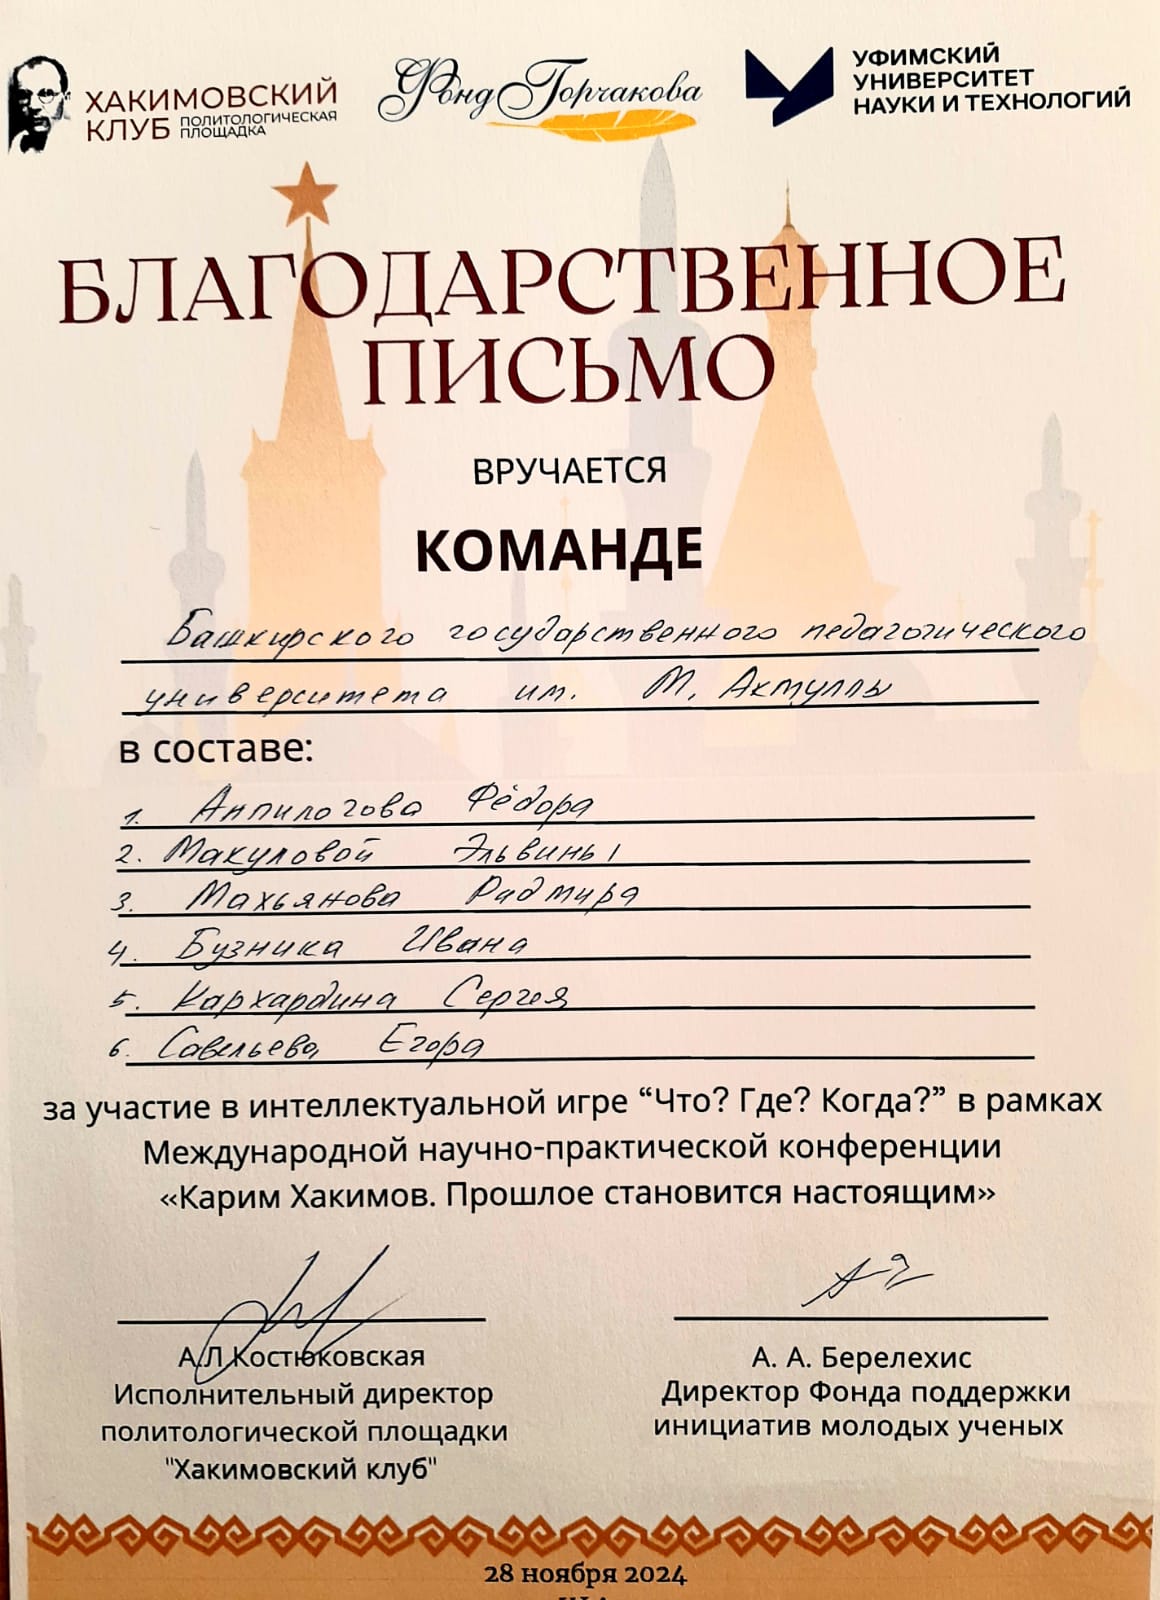 ХАКИМОВСКИЙ
КЛУБ ПОЛИТОЛОГИЧЕСКАЯ ПЛОЩАДКА
Фонд Горчакова
УФИМСКИЙ
УНИВЕРСИТЕТ
НАУКИ И ТЕХНОЛОГИЙ
БЛАГОДАРСТВЕННОЕ
ПИСЬМО
ВРУЧАЕТСЯ
КОМАНДЕ
Башкирского государственного педагогического
университета им. М. Акмуллы
в составе:
1. Анпилогова Фёдора
2. Макуловой Эльвины
3. Махьянова Радмира
4. Бузника Ивана
5. Кархардина Сергея
6. Савельева Егора
за участие в интеллектуальной игре “Что? Где? Когда?” в рамках
Международной научно-практической конференции
«Карим Хакимов. Прошлое становится настоящим»
А.Л.Костюковская
Исполнительный директор
политологической площадки
"Хакимовский клуб"
А. А. Берелехис
Директор Фонда поддержки
инициатив молодых ученых
28 ноября 2024